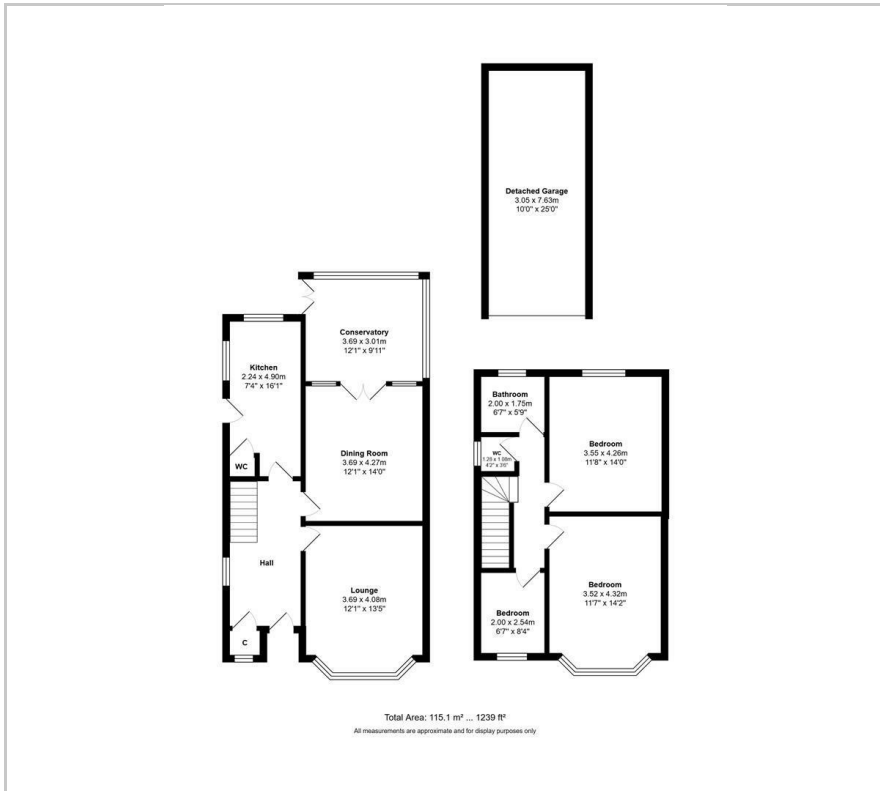 Detached Garage
3.05 x 7.63m
10'0" x 25'0"
Conservatory
3.69 x 3.01m
12'1" x 9'11"
Kitchen
2.24 x 4.90m
7'4" x 16'1"
WC
Dining Room
3.69 x 4.27m
12'1" x 14'0"
Hall
Lounge
3.69 x 4.08m
12'1" x 13'5"
C
Bathroom
2.00 x 1.75m
6'7" x 5'9"
WC
4'2" x 3'6"
Bedroom
3.55 x 4.26m
11'8" x 14'0"
Bedroom
3.52 x 4.32m
11'7" x 14'2"
Bedroom
2.00 x 2.54m
6'7" x 8'4"
Total Area: 115.1 m² ... 1239 ft²
All measurements are approximate and for display purposes only